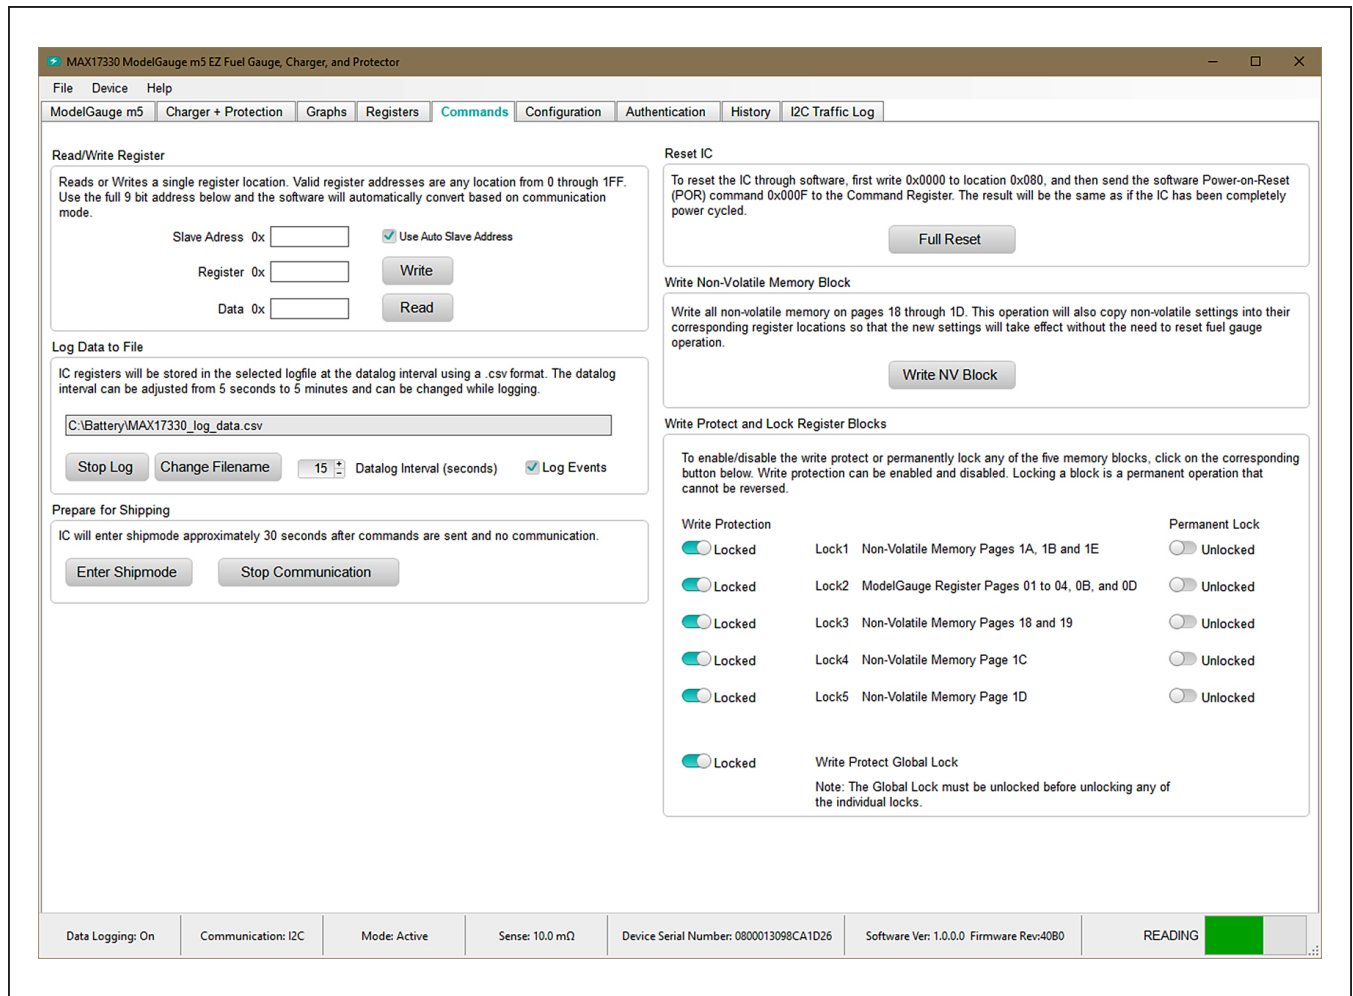 MAX17330 ModelGauge m5 EZ Fuel Gauge, Charger, and Protector
File Device Help
ModelGauge m5 Charger + Protection Graphs Registers Commands Configuration Authentication History I2C Traffic Log
Read/Write Register
Reads or Writes a single register location. Valid register addresses are any location from 0 through 1FF.
Use the full 9 bit address below and the software will automatically convert based on communication
mode.
Slave Adress 0x
Use Auto Slave Address
Register 0x
Write
Data 0x
Read
Log Data to File
IC registers will be stored in the selected logfile at the datalog interval using a .csv format. The datalog
interval can be adjusted from 5 seconds to 5 minutes and can be changed while logging.
C:\Battery\MAX17330_log_data.csv
Stop Log Change Filename 15 Datalog Interval (seconds) Log Events
Prepare for Shipping
IC will enter shipmode approximately 30 seconds after commands are sent and no communication.
Enter Shipmode Stop Communication
Reset IC
To reset the IC through software, first write 0x0000 to location 0x080, and then send the software Power-on-Reset
(POR) command 0x000F to the Command Register. The result will be the same as if the IC has been completely
power cycled.
Full Reset
Write Non-Volatile Memory Block
Write all non-volatile memory on pages 18 through 1D. This operation will also copy non-volatile settings into their
corresponding register locations so that the new settings will take effect without the need to reset fuel gauge
operation.
Write NV Block
Write Protect and Lock Register Blocks
To enable/disable the write protect or permanently lock any of the five memory blocks, click on the corresponding
button below. Write protection can be enabled and disabled. Locking a block is a permanent operation that
cannot be reversed.
Write Protection Permanent Lock
Locked Lock1 Non-Volatile Memory Pages 1A, 1B and 1E Unlocked
Locked Lock2 ModelGauge Register Pages 01 to 04, 0B, and 0D Unlocked
Locked Lock3 Non-Volatile Memory Pages 18 and 19 Unlocked
Locked Lock4 Non-Volatile Memory Page 1C Unlocked
Locked Lock5 Non-Volatile Memory Page 1D Unlocked
Locked Write Protect Global Lock
Note: The Global Lock must be unlocked before unlocking any of
the individual locks.
Data Logging: On Communication: I2C Mode: Active Sense: 10.0 mΩ Device Serial Number: 0800013098CA1D26 Software Ver: 1.0.0.0 Firmware Rev:40B0 READING